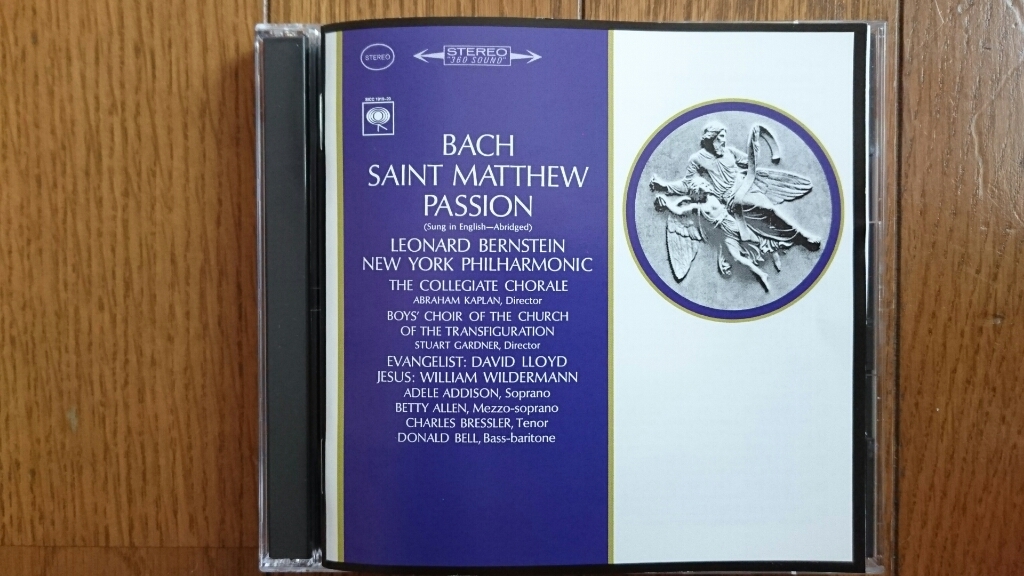 STEREO
STEREO
"360 SOUND"
BACH
SAINT MATTHEW
PASSION
(Sung in English—Abridged)
LEONARD BERNSTEIN
NEW YORK PHILHARMONIC
THE COLLEGIATE CHORALE
ABRAHAM KAPLAN, Director
BOYS' CHOIR OF THE CHURCH
OF THE TRANSFIGURATION
STUART GARDNER, Director
EVANGELIST: DAVID LLOYD
JESUS: WILLIAM WILDERMANN
ADELE ADDISON, Soprano
BETTY ALLEN, Mezzo-soprano
CHARLES BRESSLER, Tenor
DONALD BELL, Bass-baritone